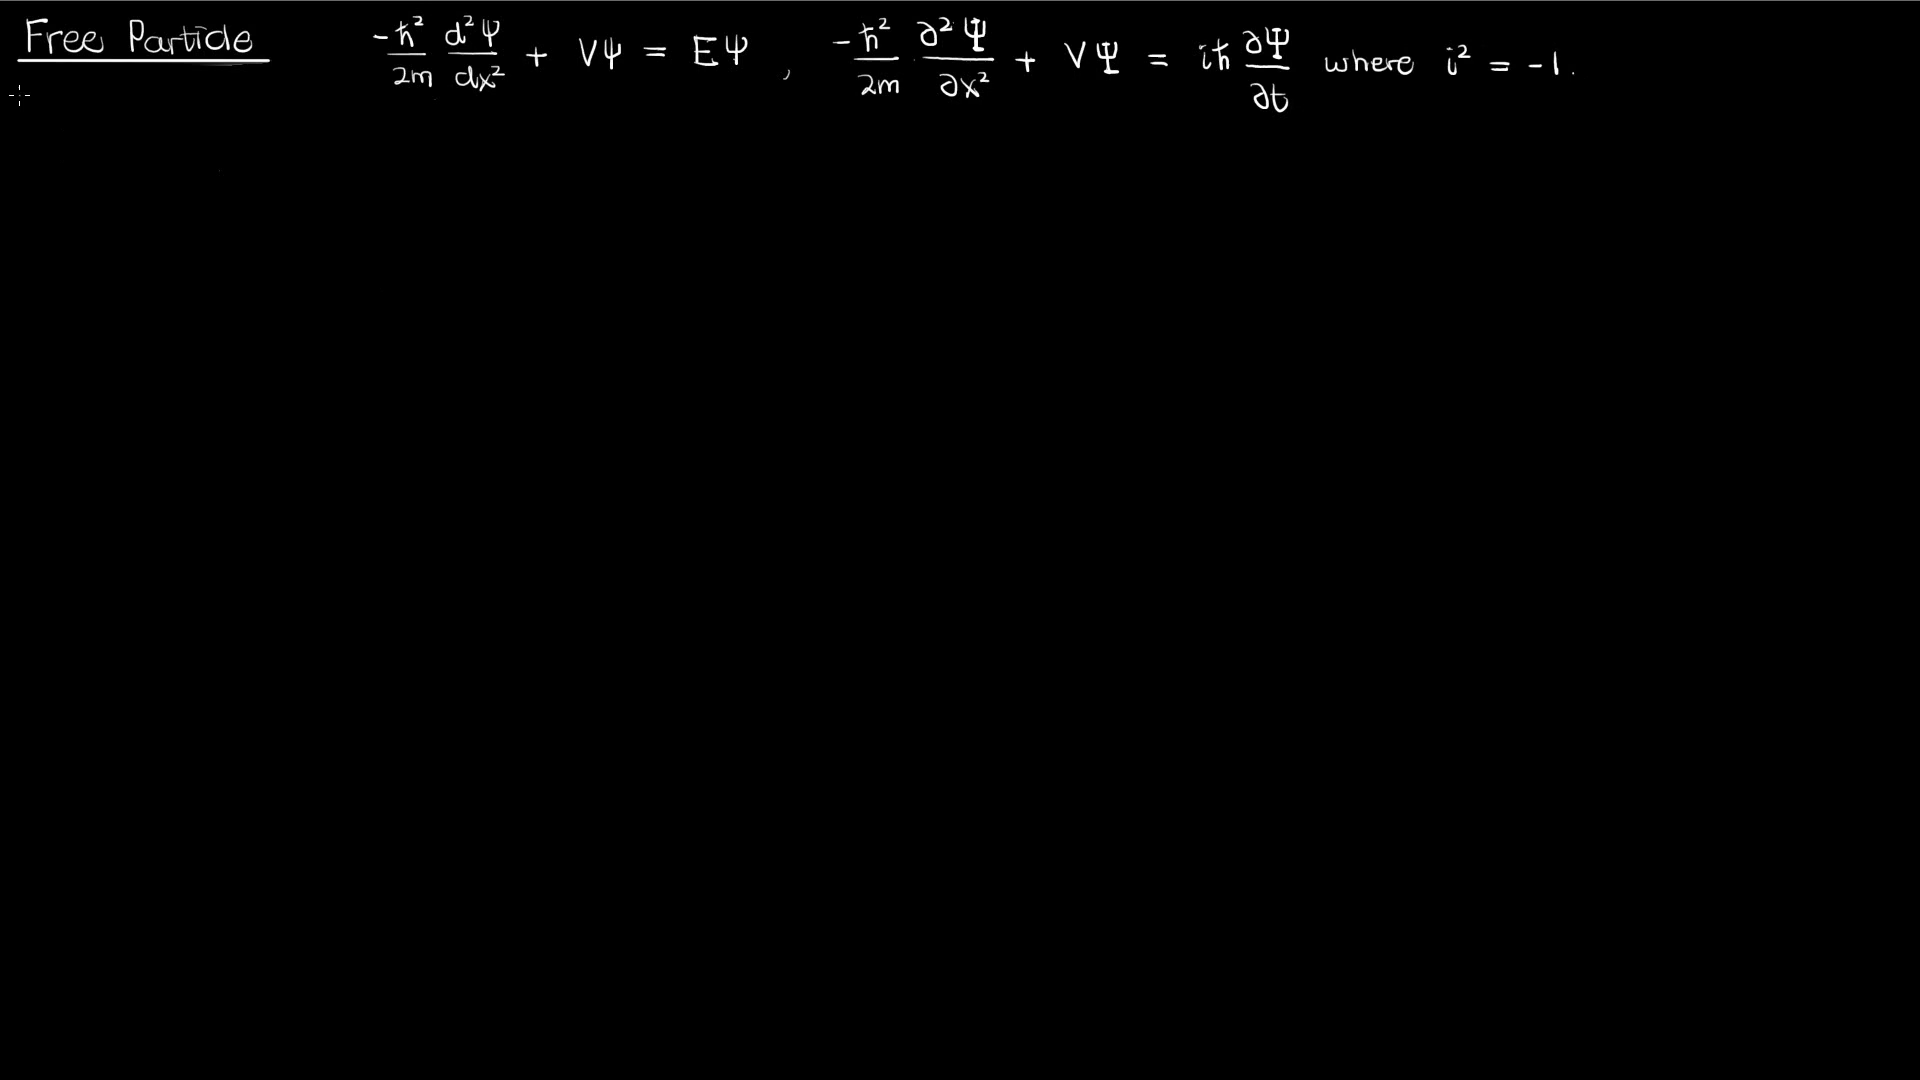 Free Particle -ħ²/2m d²ψ/dx² + Vψ = Eψ , -ħ²/2m ∂²Ψ/∂x² + VΨ = iħ ∂Ψ/∂t where i² = -1.